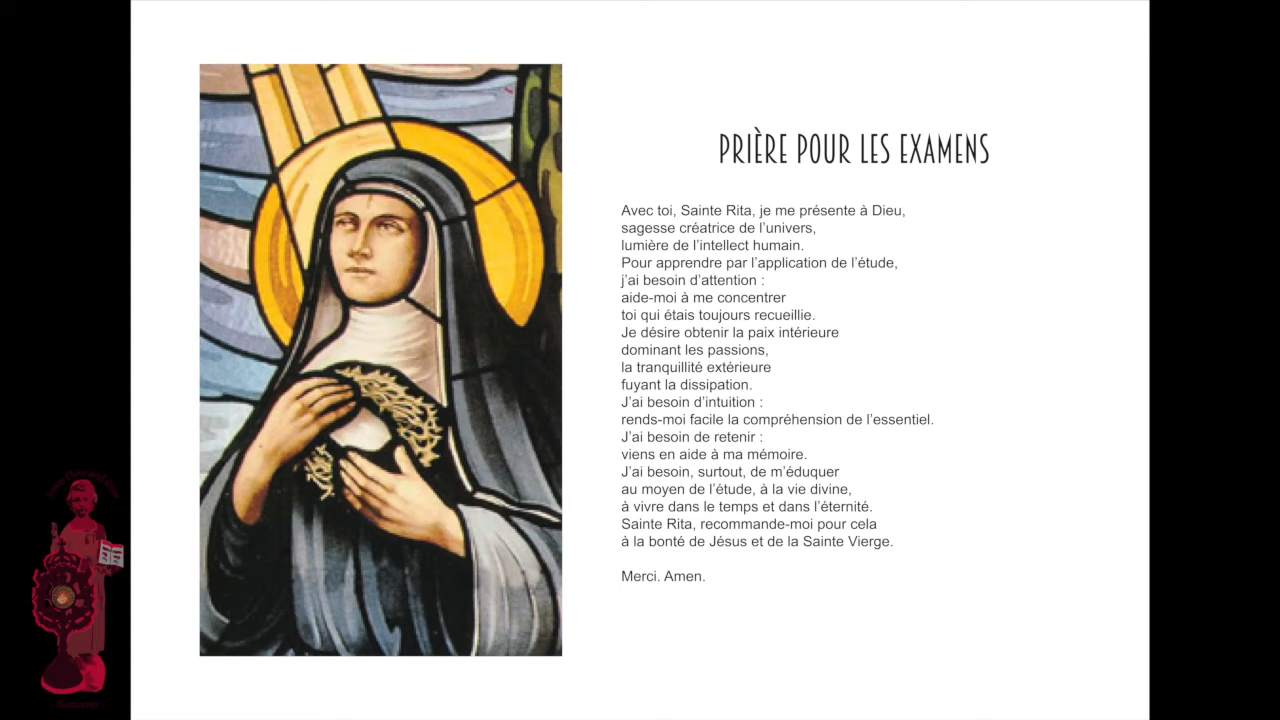 PRIÈRE POUR LES EXAMENS
Avec toi, Sainte Rita, je me présente à Dieu,
sagesse créatrice de l’univers,
lumière de l’intellect humain.
Pour apprendre par l’application de l’étude,
j’ai besoin d’attention :
aide-moi à me concentrer
toi qui étais toujours recueillie.
Je désire obtenir la paix intérieure
dominant les passions,
la tranquillité extérieure
fuyant la dissipation.
J’ai besoin d’intuition :
rends-moi facile la compréhension de l’essentiel.
J’ai besoin de retenir :
viens en aide à ma mémoire.
J’ai besoin, surtout, de m’éduquer
au moyen de l’étude, à la vie divine,
à vivre dans le temps et dans l’éternité.
Sainte Rita, recommande-moi pour cela
à la bonté de Jésus et de la Sainte Vierge.
Merci. Amen.